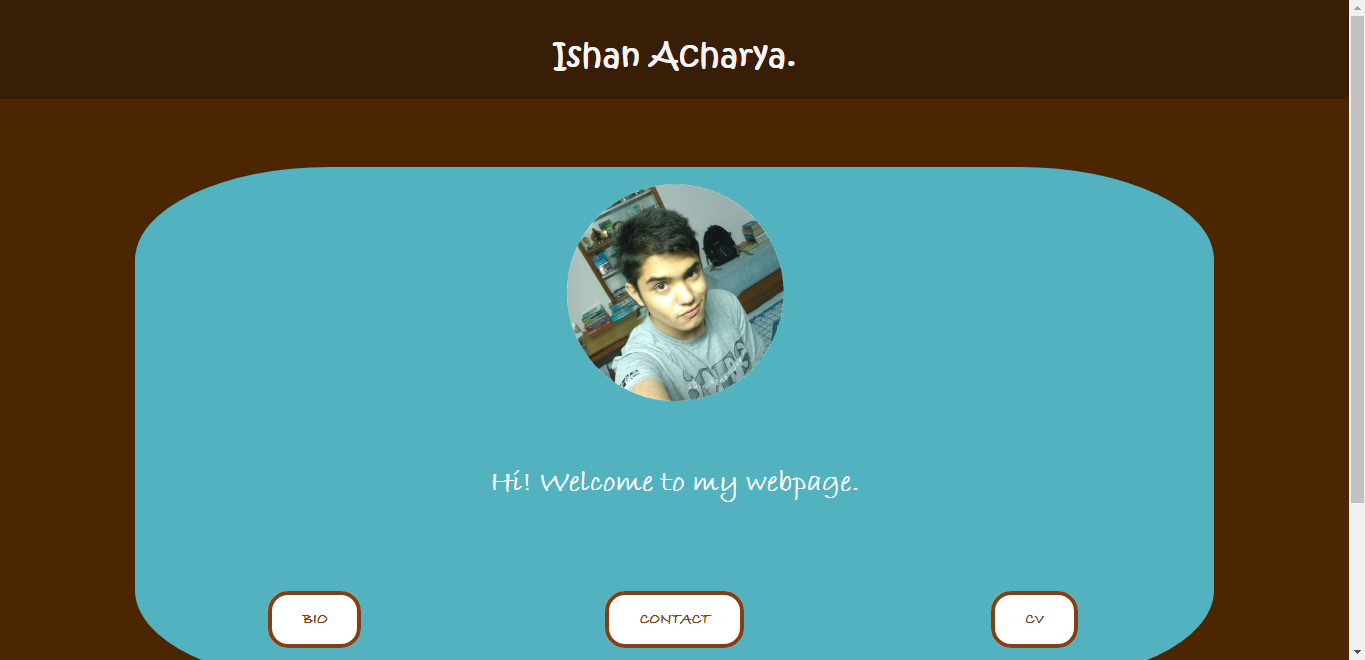 Ishan Acharya.
Hi! Welcome to my webpage.
BIO
CONTACT
CV